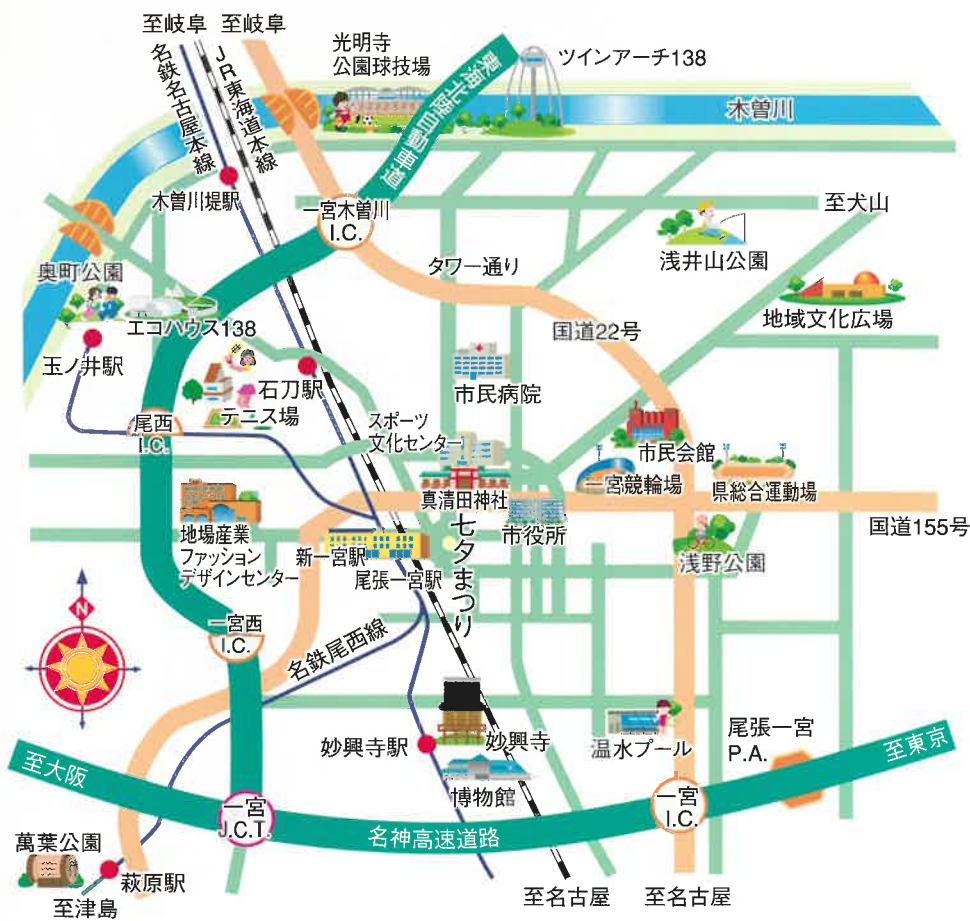 至岐阜
至岐阜
名鉄名古屋本線
JR東海道本線
光明寺
公園球技場
東海北陸自動車道
ツインアーチ138
木曽川
木曽川堤駅
一宮木曽川
I.C.
至犬山
浅井山公園
タワー通り
奥町公園
エコハウス138
国道22号
地域文化広場
玉ノ井駅
石刀駅
テニス場
市民病院
尾西
I.C.
スポーツ
文化センター
市民会館
真清田神社
一宮競輪場
県総合運動場
地場産業
ファッション
デザインセンター
市役所
国道155号
新一宮駅
尾張一宮駅
七夕まつり
浅野公園
N
一宮西
I.C.
名鉄尾西線
妙興寺駅
妙興寺
温水プール
尾張一宮
P.A.
至東京
至大阪
博物館
一宮
J.C.T.
一宮
I.C.
名神高速道路
萬葉公園
萩原駅
至津島
至名古屋
至名古屋